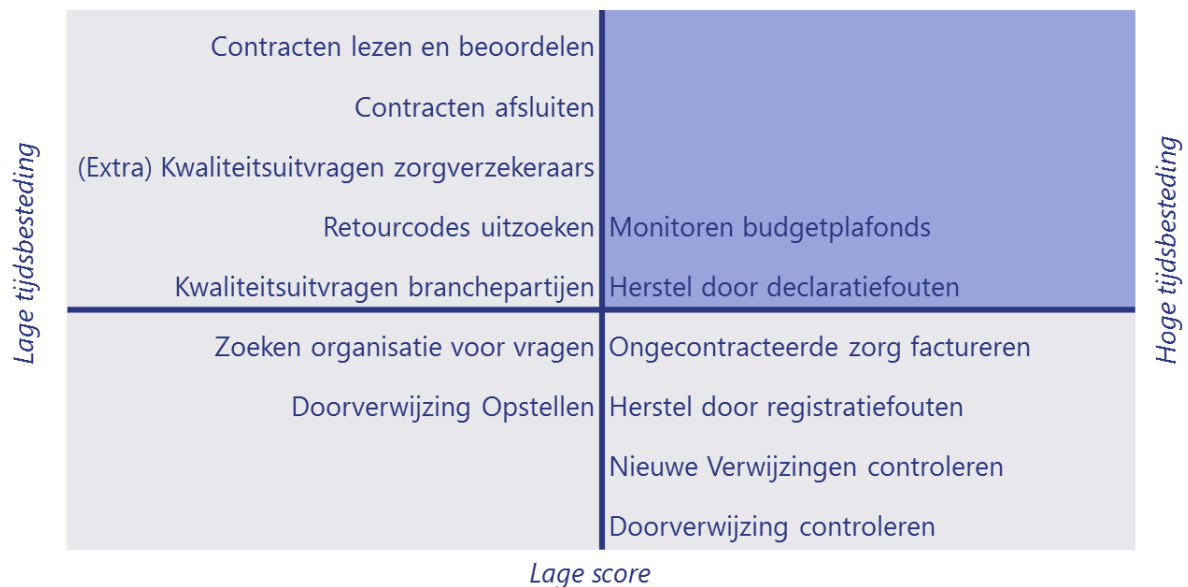 Contracten lezen en beoordelen
Contracten afsluiten
(Extra) Kwaliteitsuitvragen zorgverzekeraars
Retourcodes uitzoeken
Kwaliteitsuitvragen branchepartijen
Monitoren budgetplafonds
Herstel door declaratiefouten
Lage tijdsbesteding
Hoge tijdsbesteding
Zoeken organisatie voor vragen
Doorverwijzing Opstellen
Ongecontracteerde zorg factureren
Herstel door registratiefouten
Nieuwe Verwijzingen controleren
Doorverwijzing controleren
Lage score